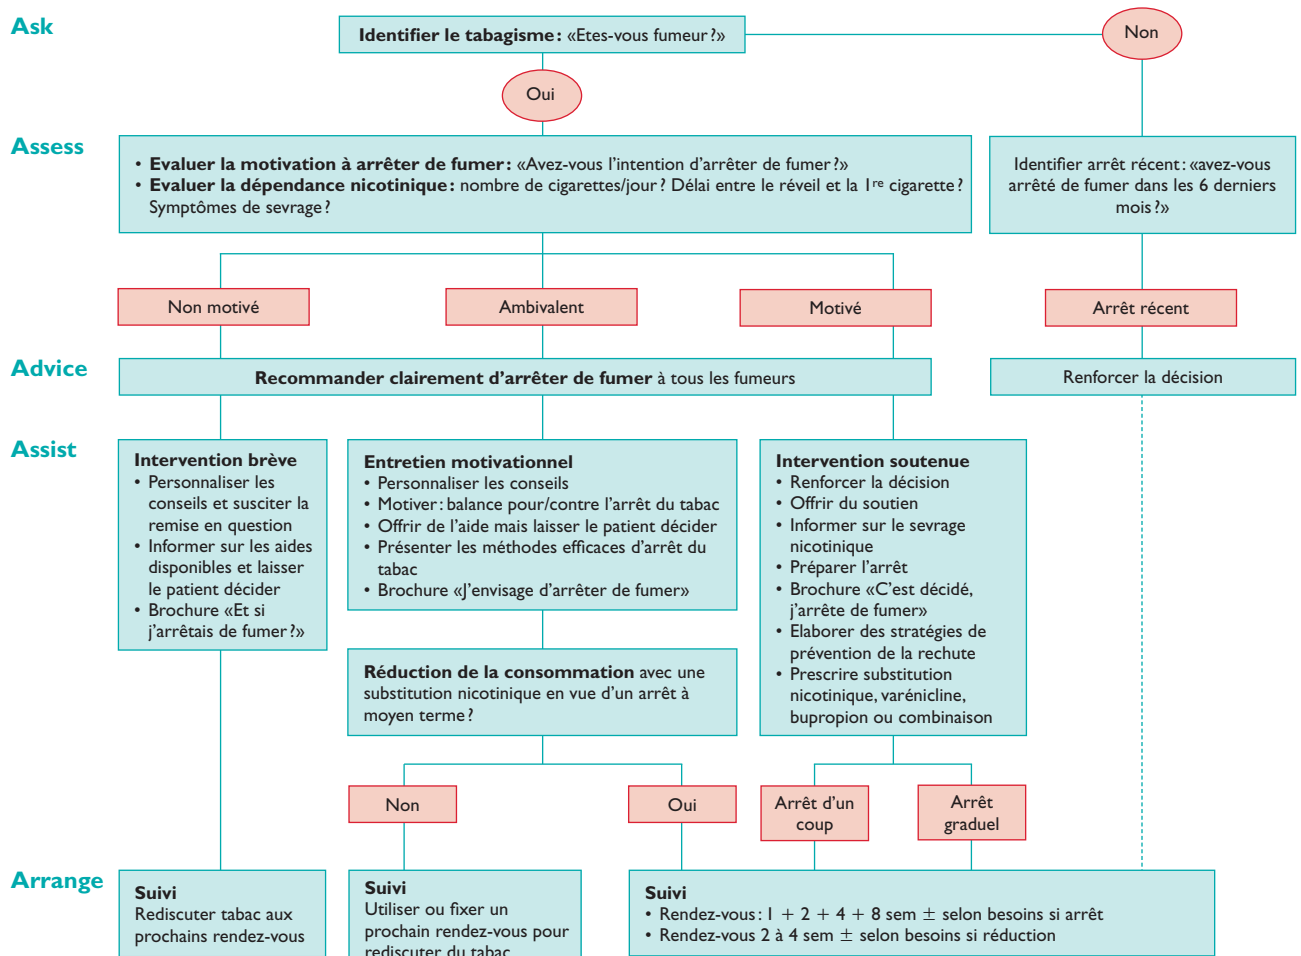 Ask
Identifier le tabagisme : «Etes-vous fumeur ?»
Non
Oui
Assess
• Evaluer la motivation à arrêter de fumer : «Avez-vous l'intention d'arrêter de fumer ?»
• Evaluer la dépendance nicotinique : nombre de cigarettes/jour ? Délai entre le réveil et la 1re cigarette ?
Symptômes de sevrage ?
Identifier arrêt récent : «avez-vous
arrêté de fumer dans les 6 derniers
mois ?»
Non motivé
Ambivalent
Motivé
Arrêt récent
Advice
Recommander clairement d'arrêter de fumer à tous les fumeurs
Renforcer la décision
Assist
Intervention brève
• Personnaliser les
conseils et susciter la
remise en question
• Informer sur les aides
disponibles et laisser
le patient décider
• Brochure «Et si
j'arrêtais de fumer ?»
Entretien motivationnel
• Personnaliser les conseils
• Motiver : balance pour/contre l'arrêt du tabac
• Offrir de l'aide mais laisser le patient décider
• Présenter les méthodes efficaces d'arrêt du
tabac
• Brochure «J'envisage d'arrêter de fumer»
Intervention soutenue
• Renforcer la décision
• Offrir du soutien
• Informer sur le sevrage
nicotinique
• Préparer l'arrêt
• Brochure «C'est décidé,
j'arrête de fumer»
• Elaborer des stratégies de
prévention de la rechute
• Prescrire substitution
nicotinique, varénicline,
bupropion ou combinaison
Réduction de la consommation avec une
substitution nicotinique en vue d'un arrêt à
moyen terme ?
Non
Oui
Arrêt d'un
coup
Arrêt
graduel
Arrange
Suivi
Rediscuter tabac aux
prochains rendez-vous
Suivi
Utiliser ou fixer un
prochain rendez-vous pour
rediscuter du tabac
Suivi
• Rendez-vous : 1 + 2 + 4 + 8 sem ± selon besoins si arrêt
• Rendez-vous 2 à 4 sem ± selon besoins si réduction